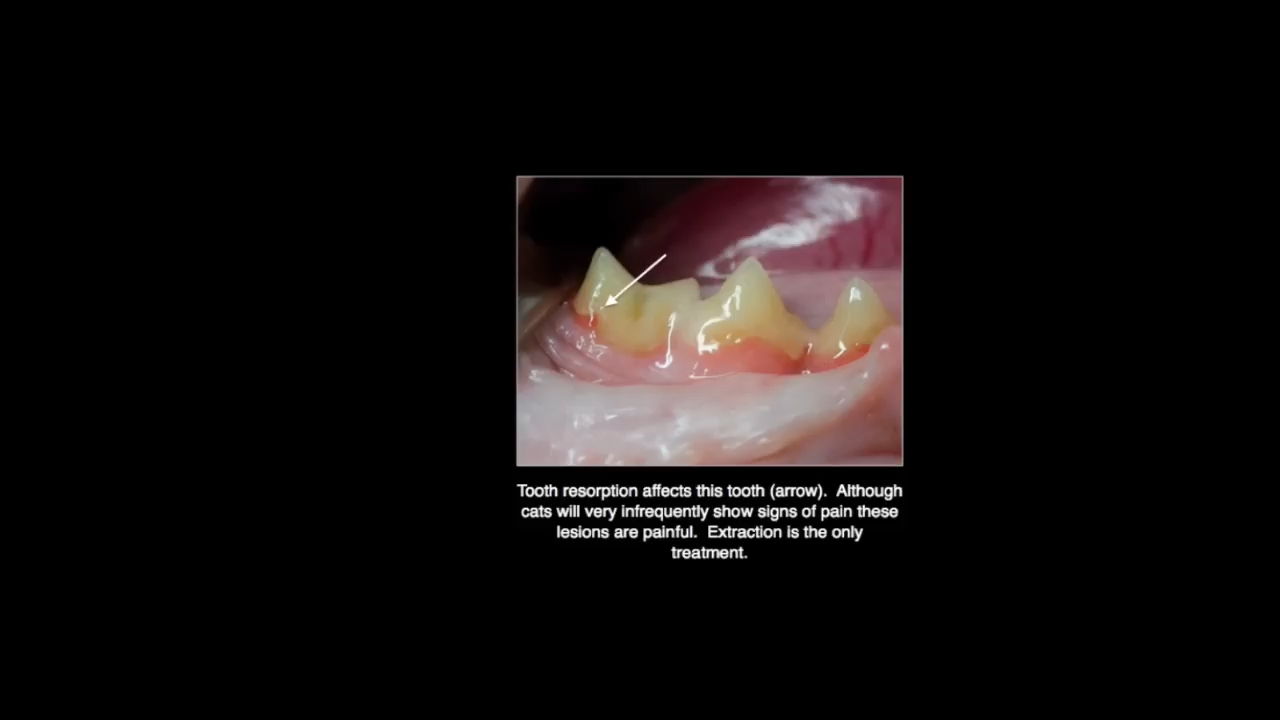 Tooth resorption affects this tooth (arrow).  Although
cats will very infrequently show signs of pain these
lesions are painful.  Extraction is the only
treatment.